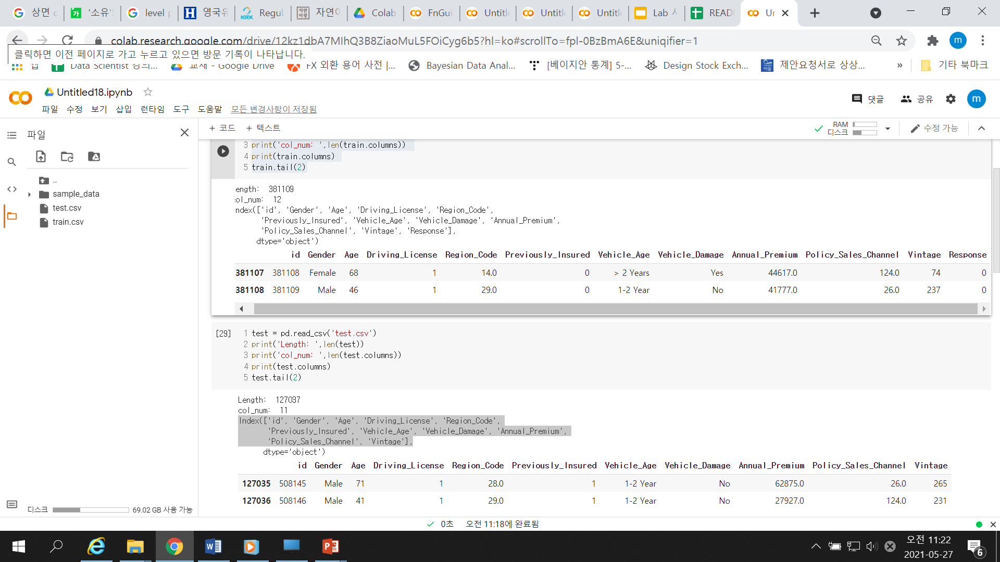 상면
'소유'
level
영국유
Regul
자연어
Colab
FnGui
Untitle
Untitle
Untitle
Lab
READ
Un
colab.research.google.com/drive/12kz1dbA7MIhQ3B8ZiaoMuL5FOiCyg6b5?hl=ko#scrollTo=fpl-0BzBmA6E&uniqifier=1
m
클릭하면 이전 페이지로 가고 누르고 있으면 방문 기록이 나타납니다.
앱
Data Scientist 강의...
교재 - Google Drive
FX 외환 용어 사전 |...
Bayesian Data Anal...
[베이지안 통계] 5-...
Design Stock Exch...
제안요청서로 상상...
»
기타 북마크
Untitled18.ipynb
댓글
공유
m
파일 수정 보기 삽입 런타임 도구 도움말 모든 변경사항이 저장됨
파일
+ 코드 + 텍스트
RAM
디스크
수정 가능
..
sample_data
test.csv
train.csv
3 print('col_num: ',len(train.columns))
4 print(train.columns)
5 train.tail(2)
ength: 381109
col_num: 12
ndex(['id', 'Gender', 'Age', 'Driving_License', 'Region_Code',
'Previously_Insured', 'Vehicle_Age', 'Vehicle_Damage', 'Annual_Premium',
'Policy_Sales_Channel', 'Vintage', 'Response'],
dtype='object')
id Gender Age Driving_License Region_Code Previously_Insured Vehicle_Age Vehicle_Damage Annual_Premium Policy_Sales_Channel Vintage Response
381107 381108 Female 68 1 14.0 0 > 2 Years Yes 44617.0 124.0 74 0
381108 381109 Male 46 1 29.0 0 1-2 Year No 41777.0 26.0 237 0
[29] 1 test = pd.read_csv('test.csv')
2 print('Length: ',len(test))
3 print('col_num: ',len(test.columns))
4 print(test.columns)
5 test.tail(2)
Length: 127037
col_num: 11
Index(['id', 'Gender', 'Age', 'Driving_License', 'Region_Code',
'Previously_Insured', 'Vehicle_Age', 'Vehicle_Damage', 'Annual_Premium',
'Policy_Sales_Channel', 'Vintage'],
dtype='object')
id Gender Age Driving_License Region_Code Previously_Insured Vehicle_Age Vehicle_Damage Annual_Premium Policy_Sales_Channel Vintage
127035 508145 Male 71 1 28.0 1 1-2 Year No 62875.0 26.0 265
127036 508146 Male 41 1 29.0 1 1-2 Year No 27927.0 124.0 231
디스크 69.02 GB 사용 가능
0초 오전 11:18에 완료됨
오전 11:22
2021-05-27
6